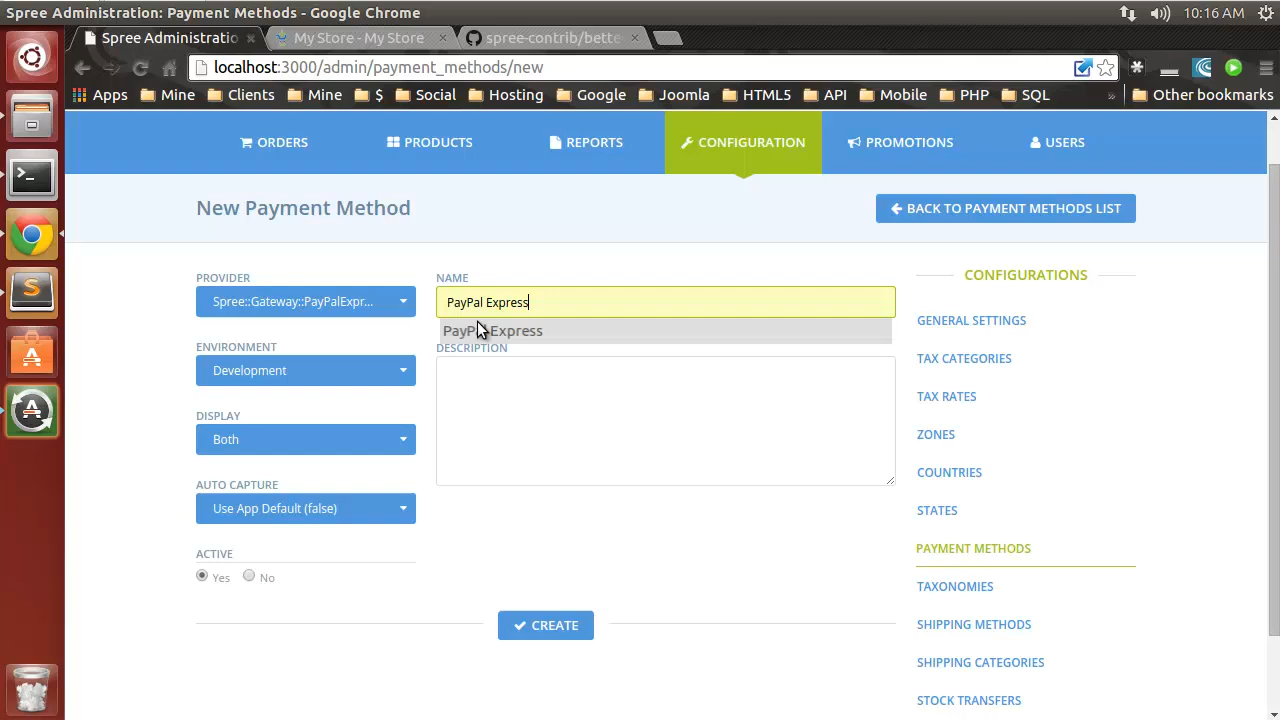 Spree Administration: Payment Methods - Google Chrome
10:16 AM
Spree Administratio
My Store - My Store
spree-contrib/bette
localhost:3000/admin/payment_methods/new
Apps
Mine
Clients
Mine
$
Social
Hosting
Google
Joomla
HTML5
API
Mobile
PHP
SQL
»
Other bookmarks
ORDERS
PRODUCTS
REPORTS
CONFIGURATION
PROMOTIONS
USERS
New Payment Method
BACK TO PAYMENT METHODS LIST
PROVIDER
Spree::Gateway::PayPalExpr...
ENVIRONMENT
Development
DISPLAY
Both
AUTO CAPTURE
Use App Default (false)
ACTIVE
Yes
No
NAME
PayPal Express
PayPal Express
DESCRIPTION
CREATE
CONFIGURATIONS
GENERAL SETTINGS
TAX CATEGORIES
TAX RATES
ZONES
COUNTRIES
STATES
PAYMENT METHODS
TAXONOMIES
SHIPPING METHODS
SHIPPING CATEGORIES
STOCK TRANSFERS